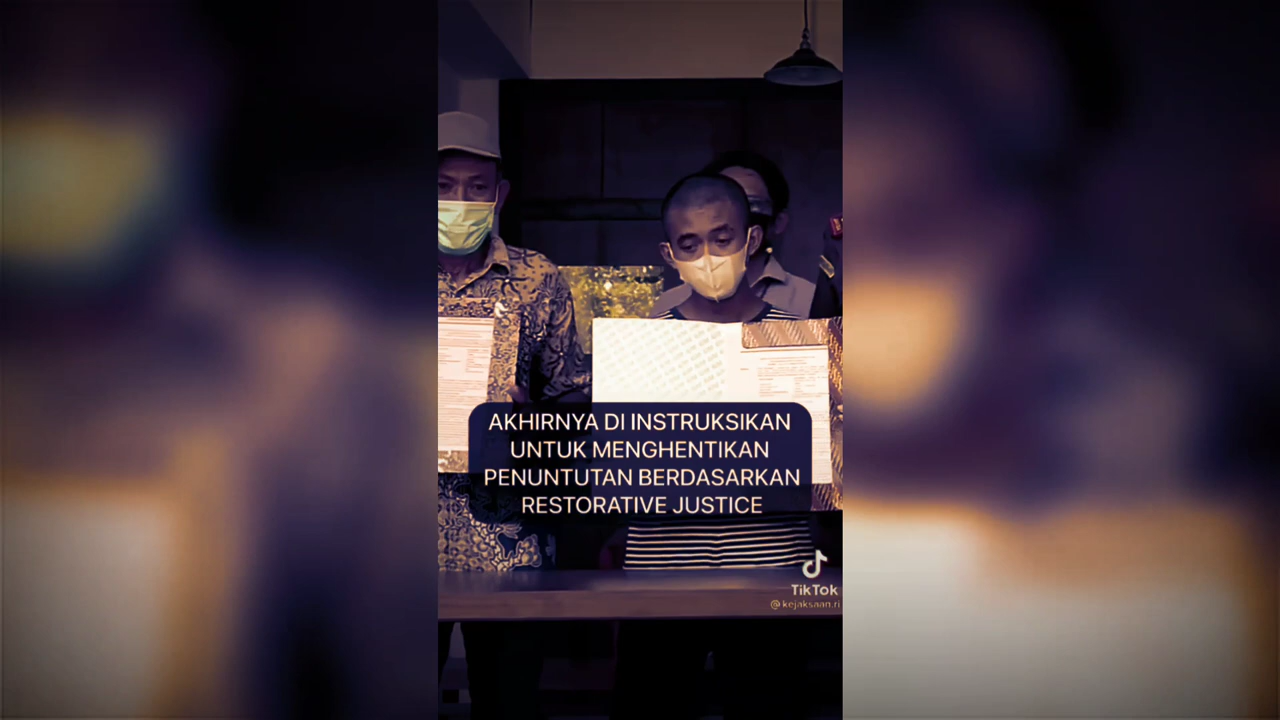 AKHIRNYA DI INSTRUKSIKAN
UNTUK MENGHENTIKAN
PENUNTUTAN BERDASARKAN
RESTORATIVE JUSTICE
TikTok
@kejaksaan.ri